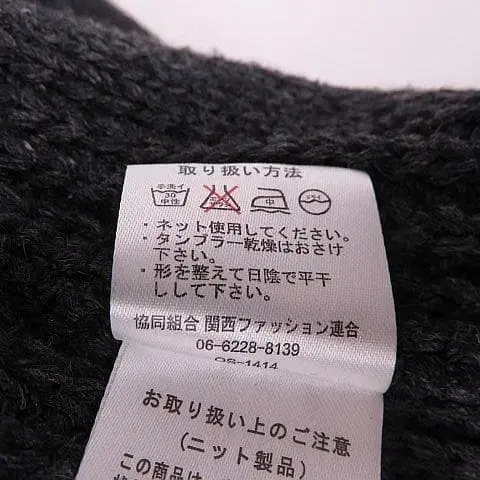 取り扱い方法
手洗イ
30
中性
中
・ネット使用してください。
・タンブラー乾燥はおさけ
下さい。
・形を整えて日陰で平干
しして下さい。
協同組合 関西ファッション連合
06-6228-8139
QS-1414
お取り扱い上のご注意
(ニット製品)
この商品は